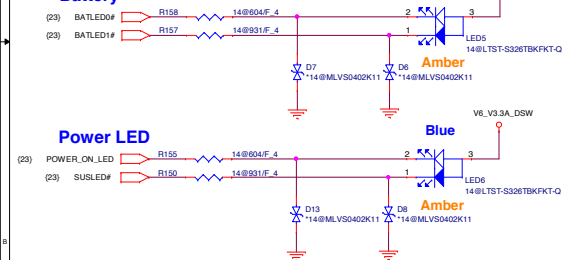 Battery
{23} BATLED0# R158 14@604/F_4 2 3
{23} BATLED1# R157 14@931/F_4 1
LED5
14@LTST-S326TBKFKT-Q
Amber
D7 D6
*14@MLVS0402K11 *14@MLVS0402K11
V6_V3.3A_DSW
Power LED Blue
{23} POWER_ON_LED R155 14@604/F_4 2 3
{23} SUSLED# R150 14@931/F_4 1
LED6
14@LTST-S326TBKFKT-Q
Amber
D13 D8
*14@MLVS0402K11 *14@MLVS0402K11
B